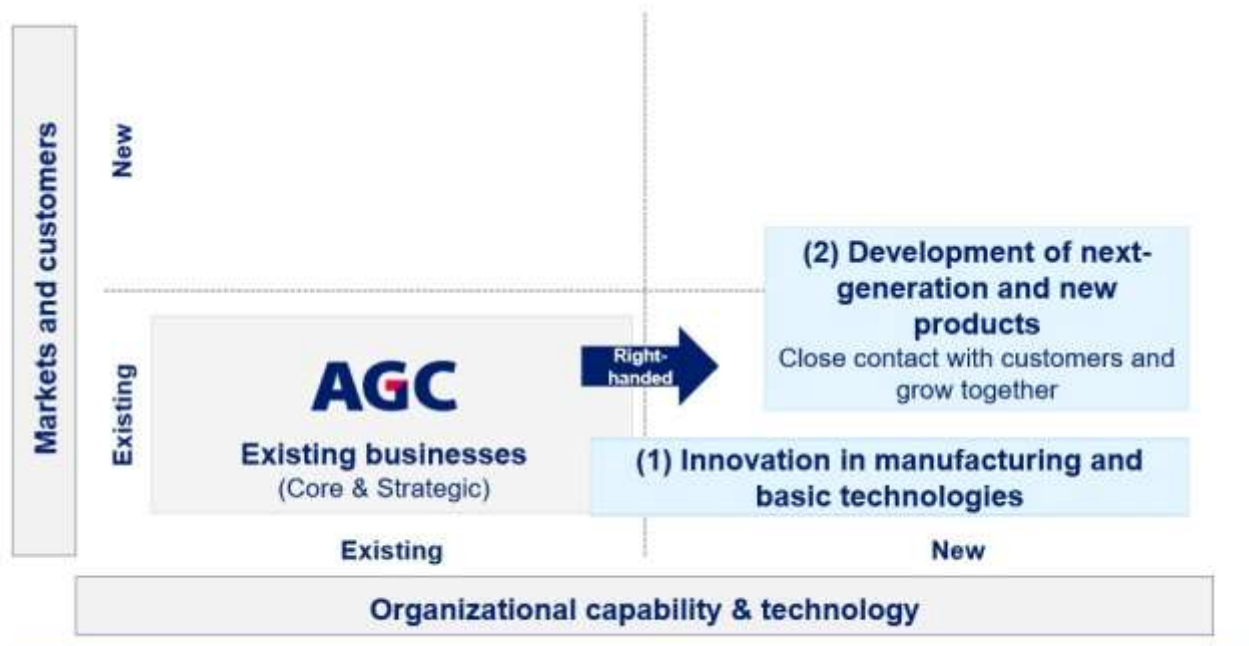 Markets and customers
New
Existing
(2) Development of next-
generation and new
products
Close contact with customers and
grow together
Right-
handed
AGC
Existing businesses
(Core & Strategic)
(1) Innovation in manufacturing and
basic technologies
Existing
New
Organizational capability & technology